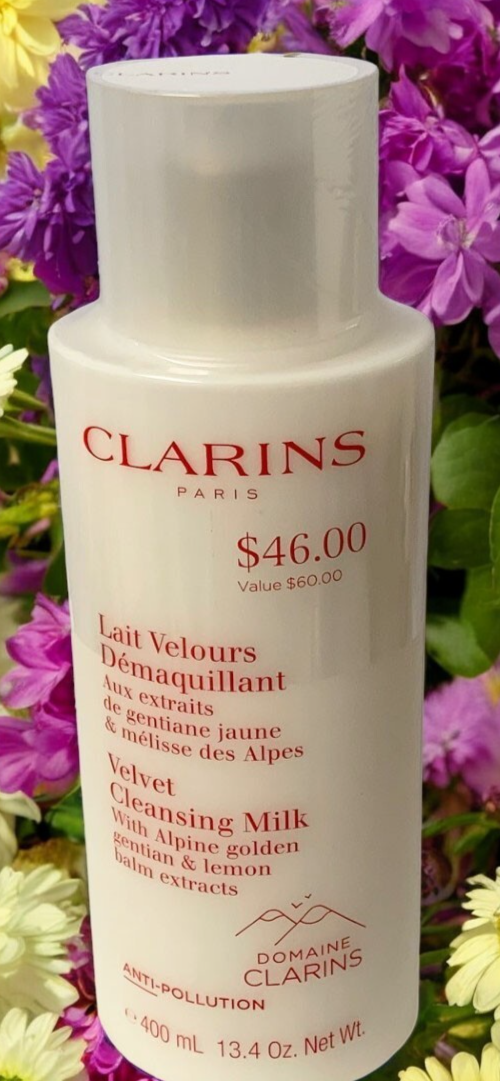 CLARINS
CLARINS
PARIS
$46.00
Value $60.00
Lait Velours
Démaquillant
Aux extraits
de gentiane jaune
& mélisse des Alpes
Velvet
Cleansing Milk
With Alpine golden
gentian & lemon
balm extracts
DOMAINE
CLARINS
ANTI-POLLUTION
℮ 400 mL 13.4 Oz. Net Wt.